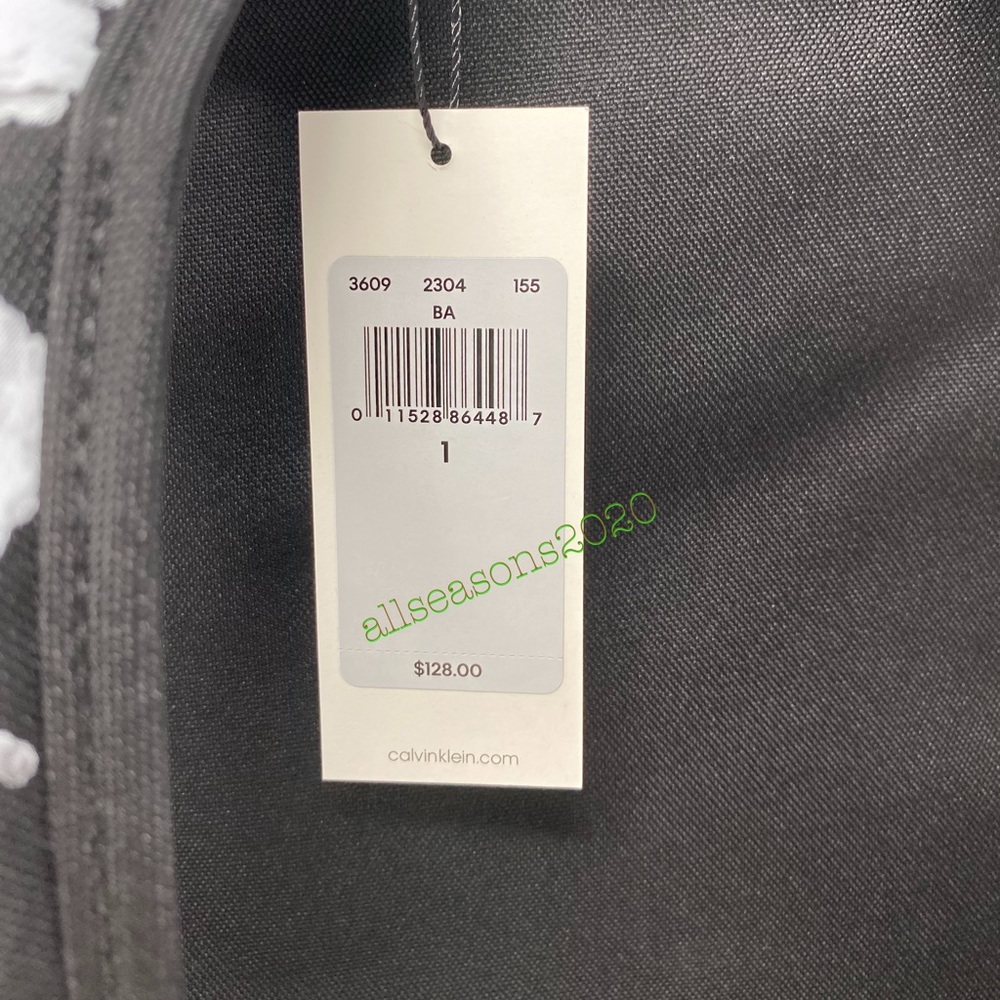 3609 2304 155
BA
0 11528 86448 7
1
allseasons2020
$128.00
calvinklein.com